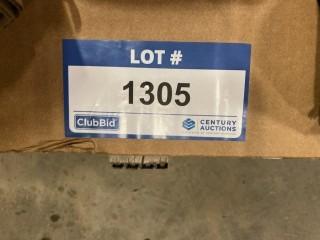 LOT #
1305
ClubBid
CENTURY
AUCTIONS